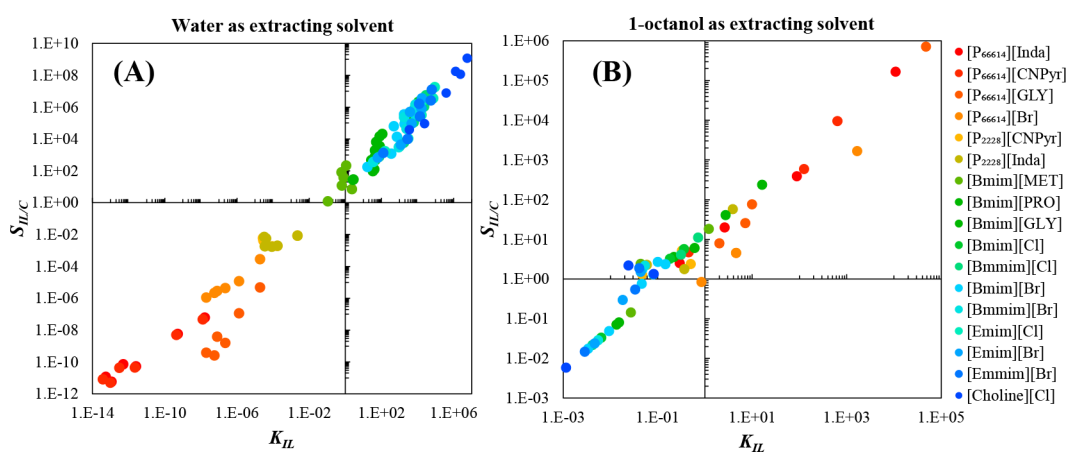 Water as extracting solvent
(A)
S_IL/C
1.E+10
1.E+08
1.E+06
1.E+04
1.E+02
1.E+00
1.E-02
1.E-04
1.E-06
1.E-08
1.E-10
1.E-12
1.E-14 1.E-10 1.E-06 1.E-02 1.E+02 1.E+06
K_IL
1-octanol as extracting solvent
(B)
S_IL/C
1.E+06
1.E+05
1.E+04
1.E+03
1.E+02
1.E+01
1.E+00
1.E-01
1.E-02
1.E-03
1.E-03 1.E-01 1.E+01 1.E+03 1.E+05
K_IL
[P₆₆₆₁₄][Inda]
[P₆₆₆₁₄][CNPyr]
[P₆₆₆₁₄][GLY]
[P₆₆₆₁₄][Br]
[P₂₂₂₈][CNPyr]
[P₂₂₂₈][Inda]
[Bmim][MET]
[Bmim][PRO]
[Bmim][GLY]
[Bmim][Cl]
[Bmmim][Cl]
[Bmim][Br]
[Bmmim][Br]
[Emim][Cl]
[Emim][Br]
[Emmim][Br]
[Choline][Cl]